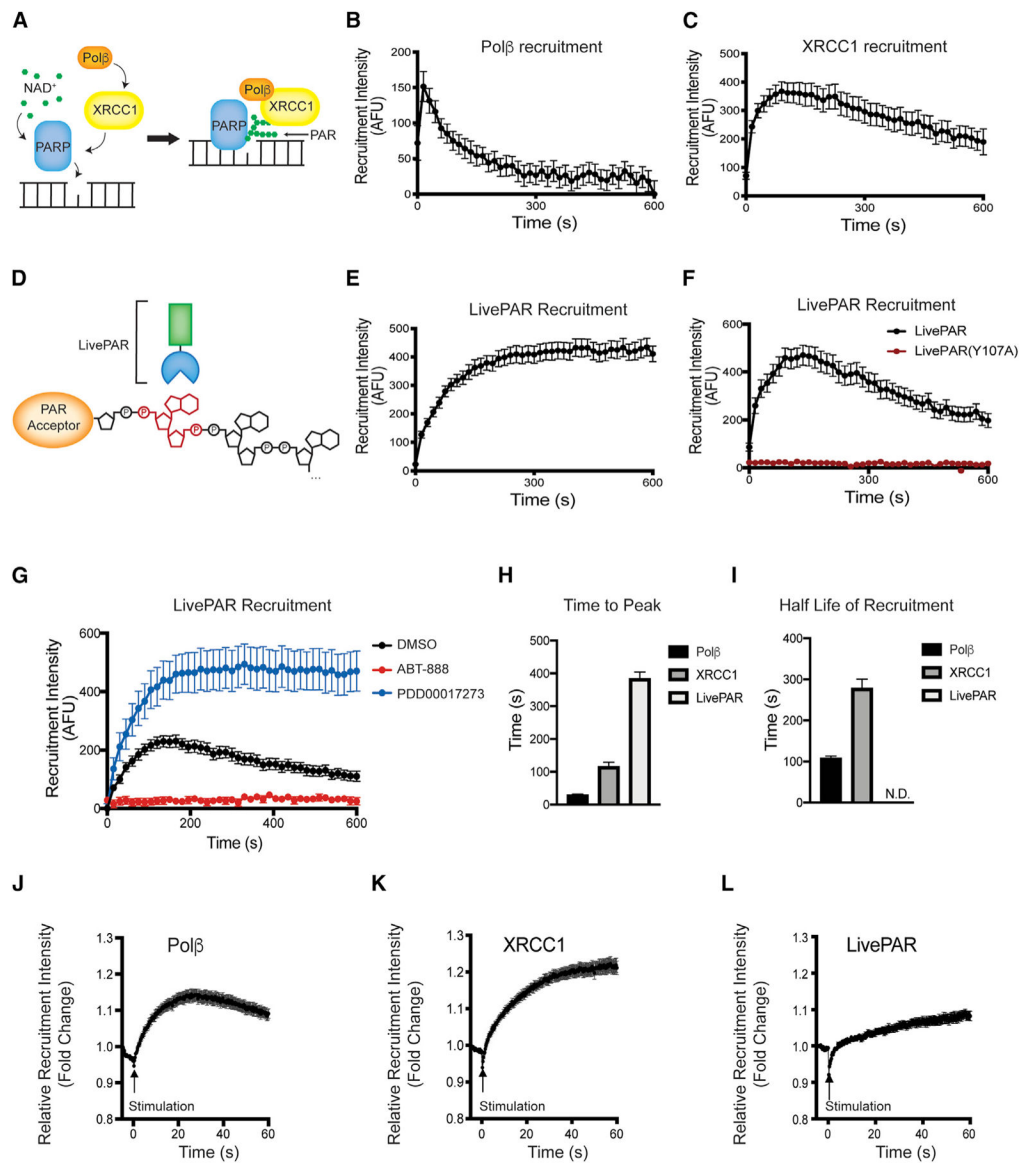 A
Polβ
NAD+
XRCC1
PARP
Polβ
XRCC1
PARP
PAR
B
Polβ recruitment
Recruitment Intensity
(AFU)
200
150
100
50
0
0
300
600
Time (s)
C
XRCC1 recruitment
Recruitment Intensity
(AFU)
500
400
300
200
100
0
0
300
600
Time (s)
D
LivePAR
PAR
Acceptor
P
P
P
P
P
P
...
E
LivePAR Recruitment
Recruitment Intensity
(AFU)
500
400
300
200
100
0
0
300
600
Time (s)
F
LivePAR Recruitment
LivePAR
LivePAR(Y107A)
Recruitment Intensity
(AFU)
600
400
200
0
0
300
600
Time (s)
G
LivePAR Recruitment
DMSO
ABT-888
PDD00017273
Recruitment Intensity
(AFU)
600
400
200
0
0
200
400
600
Time (s)
H
Time to Peak
Polβ
XRCC1
LivePAR
Time (s)
500
400
300
200
100
0
I
Half Life of Recruitment
Polβ
XRCC1
LivePAR
Time (s)
400
300
200
100
0
N.D.
J
Polβ
Relative Recruitment Intensity
(Fold Change)
1.3
1.2
1.1
1.0
0.9
0.8
Stimulation
0
20
40
60
Time (s)
K
XRCC1
Relative Recruitment Intensity
(Fold Change)
1.3
1.2
1.1
1.0
0.9
0.8
Stimulation
0
20
40
60
Time (s)
L
LivePAR
Relative Recruitment Intensity
(Fold Change)
1.3
1.2
1.1
1.0
0.9
0.8
Stimulation
0
20
40
60
Time (s)